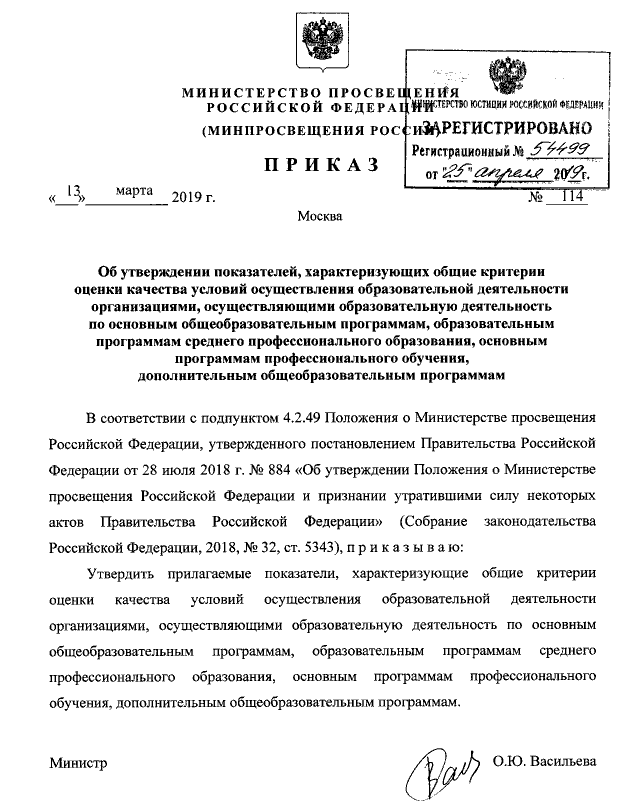 МИНИСТЕРСТВО ПРОСВЕЩЕНИЯ
РОССИЙСКОЙ ФЕДЕРАЦИИ
(МИНПРОСВЕЩЕНИЯ РОССИИ)
МИНИСТЕРСТВО ЮСТИЦИИ РОССИЙСКОЙ ФЕДЕРАЦИИ
ЗАРЕГИСТРИРОВАНО
Регистрационный № 54499
от "25" апреля 2019г.
ПРИКАЗ
«13» марта 2019 г. № 114
Москва
Об утверждении показателей, характеризующих общие критерии
оценки качества условий осуществления образовательной деятельности
организациями, осуществляющими образовательную деятельность
по основным общеобразовательным программам, образовательным
программам среднего профессионального образования, основным
программам профессионального обучения,
дополнительным общеобразовательным программам
В соответствии с подпунктом 4.2.49 Положения о Министерстве просвещения
Российской Федерации, утвержденного постановлением Правительства Российской
Федерации от 28 июля 2018 г. № 884 «Об утверждении Положения о Министерстве
просвещения Российской Федерации и признании утратившими силу некоторых
актов Правительства Российской Федерации» (Собрание законодательства
Российской Федерации, 2018, № 32, ст. 5343), п р и к а з ы в а ю:
Утвердить прилагаемые показатели, характеризующие общие критерии
оценки качества условий осуществления образовательной деятельности
организациями, осуществляющими образовательную деятельность по основным
общеобразовательным программам, образовательным программам среднего
профессионального образования, основным программам профессионального
обучения, дополнительным общеобразовательным программам.
Министр О.Ю. Васильева